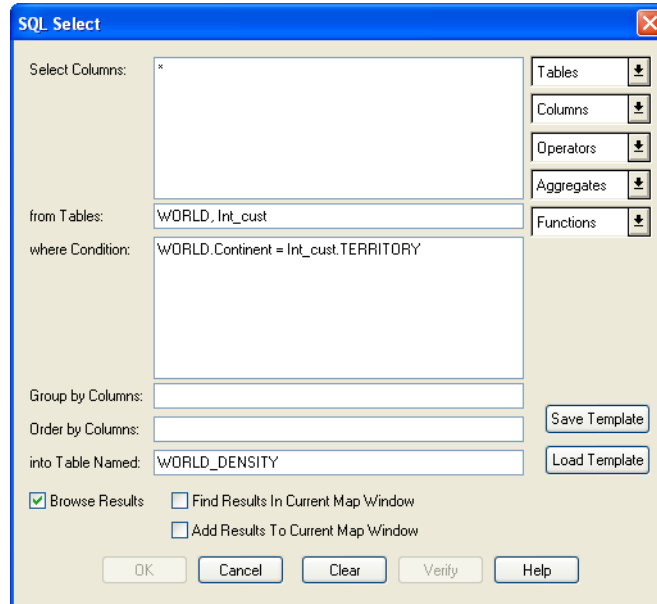 SQL Select
Select Columns:
*
Tables
Columns
Operators
Aggregates
Functions
from Tables:
WORLD, Int_cust
where Condition:
WORLD.Continent = Int_cust.TERRITORY
Group by Columns:
Order by Columns:
into Table Named:
WORLD_DENSITY
Save Template
Load Template
Browse Results
Find Results In Current Map Window
Add Results To Current Map Window
OK
Cancel
Clear
Verify
Help